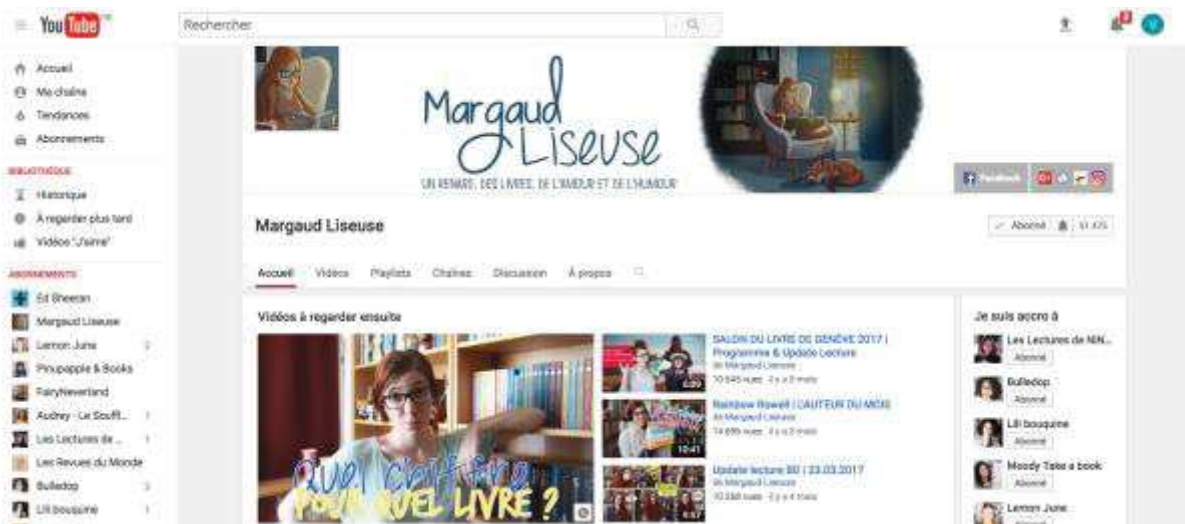 YouTube
Rechercher
Accueil
Ma chaîne
Tendances
Abonnements
BIBLIOTHÈQUE
Historique
À regarder plus tard
Vidéos "J'aime"
ABONNEMENTS
Ed Sheeran
Margaud Liseuse
Lemon June
Pinupapple & Books
FairyNeverland
Audrey - Le Souffl...
Les Lectures de ...
Les Revues du Monde
Bulledop
Lili bouquine
Margaud
Liseuse
UN RENARD, DES LIVRES, DE L'AMOUR ET DE L'HUMOUR
Facebook
Margaud Liseuse
Abonné
Accueil Vidéos Playlists Chaînes Discussion À propos
Vidéos à regarder ensuite
QUEL Chiffre
POUR QUEL LIVRE ?
SALON DU LIVRE DE GENÈVE 2017 |
Programme & Update Lecture
de Margaud Liseuse
Rainbow Rowell | L'AUTEUR DU MOIS
de Margaud Liseuse
10:41
Update lecture BD | 23.03.2017
de Margaud Liseuse
Je suis accro à
Les Lectures de NIN...
Abonné
Bulledop
Abonné
Lili bouquine
Abonné
Moody Take a book
Abonné
Lemon June